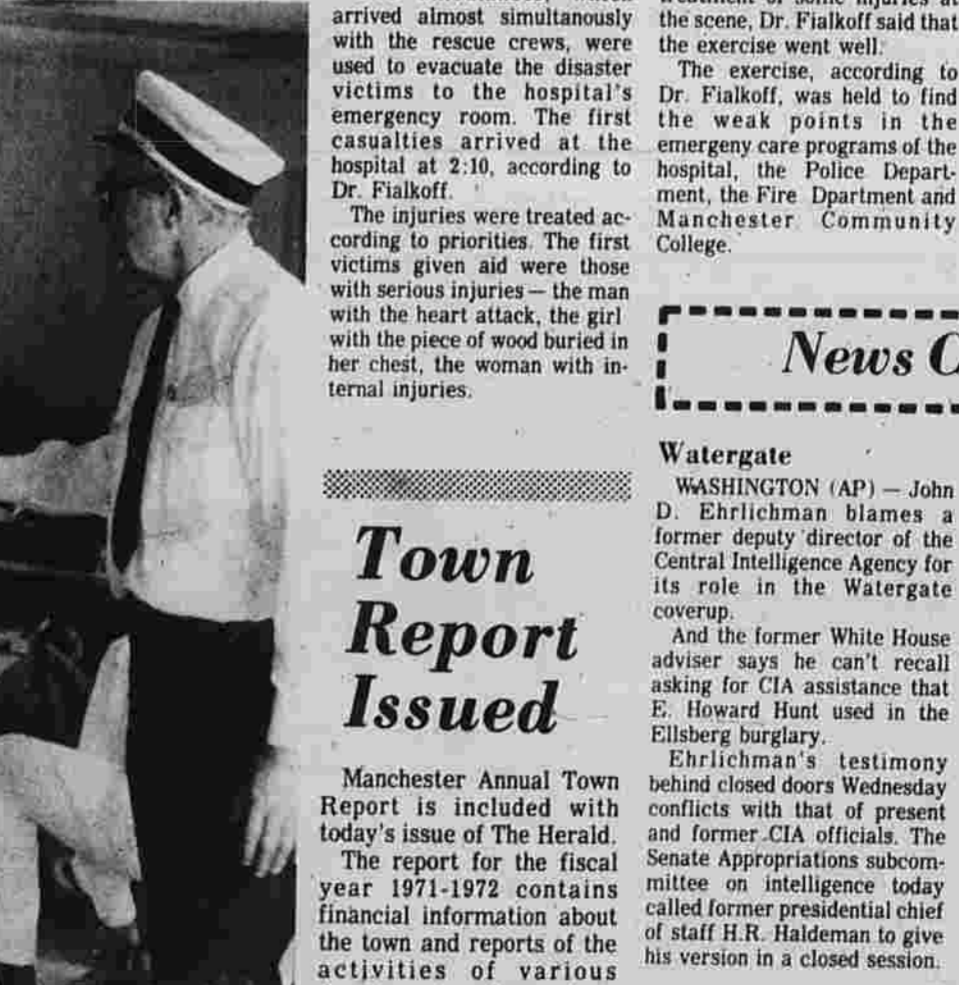 arrived almost simultanously
with the rescue crews, were
used to evacuate the disaster
victims to the hospital's
emergency room. The first
casualties arrived at the
hospital at 2:10, according to
Dr. Fialkoff.
The injuries were treated ac-
cording to priorities. The first
victims given aid were those
with serious injuries — the man
with the heart attack, the girl
with the piece of wood buried in
her chest, the woman with in-
ternal injuries.
Town
Report
Issued
Manchester Annual Town
Report is included with
today's issue of The Herald.
The report for the fiscal
year 1971-1972 contains
financial information about
the town and reports of the
activities of various
the scene, Dr. Fialkoff said that
the exercise went well.
The exercise, according to
Dr. Fialkoff, was held to find
the weak points in the
emergeny care programs of the
hospital, the Police Depart-
ment, the Fire Dpartment and
Manchester Community
College.
News C
Watergate
WASHINGTON (AP) — John
D. Ehrlichman blames a
former deputy director of the
Central Intelligence Agency for
its role in the Watergate
coverup.
And the former White House
adviser says he can't recall
asking for CIA assistance that
E. Howard Hunt used in the
Ellsberg burglary.
Ehrlichman's testimony
behind closed doors Wednesday
conflicts with that of present
and former CIA officials. The
Senate Appropriations subcom-
mittee on intelligence today
called former presidential chief
of staff H.R. Haldeman to give
his version in a closed session.